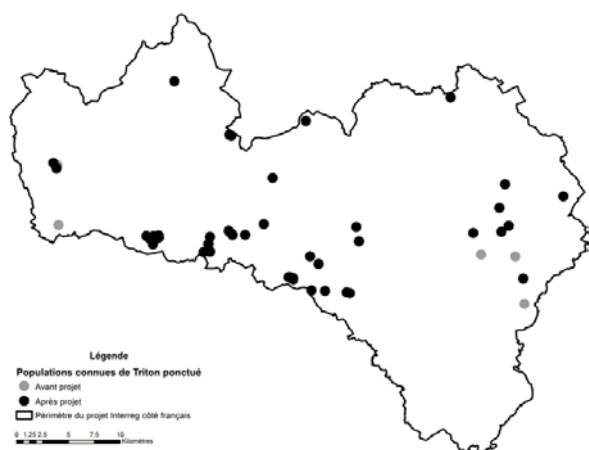 Légende
Populations connues de Triton ponctué
Avant projet
Après projet
Périmètre du projet Interreg côté français
0 1.25 2.5 5 7.5 10
Kilomètres